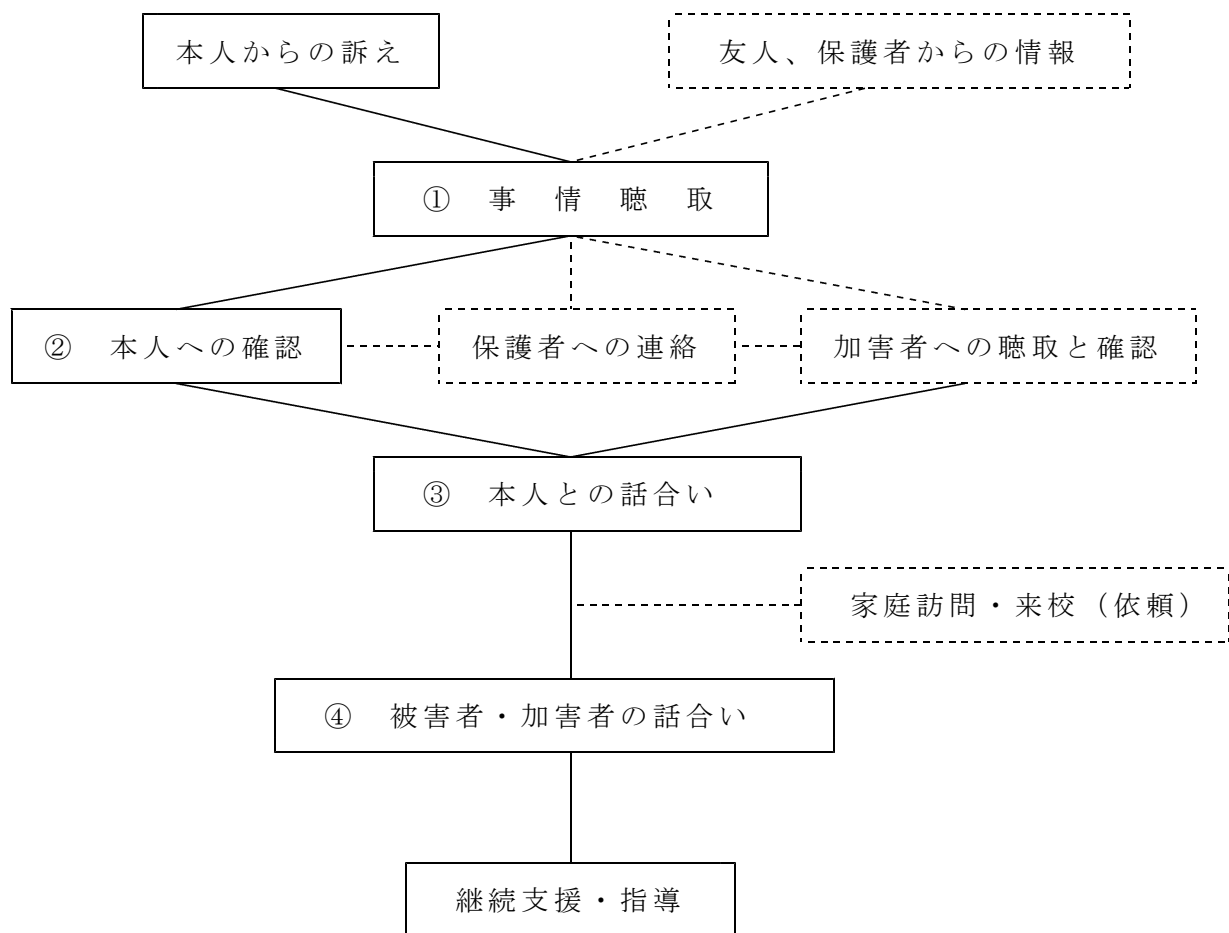 本人からの訴え
友人、保護者からの情報
① 事情聴取
② 本人への確認
保護者への連絡
加害者への聴取と確認
③ 本人との話合い
家庭訪問・来校（依頼）
④ 被害者・加害者の話合い
継続支援・指導